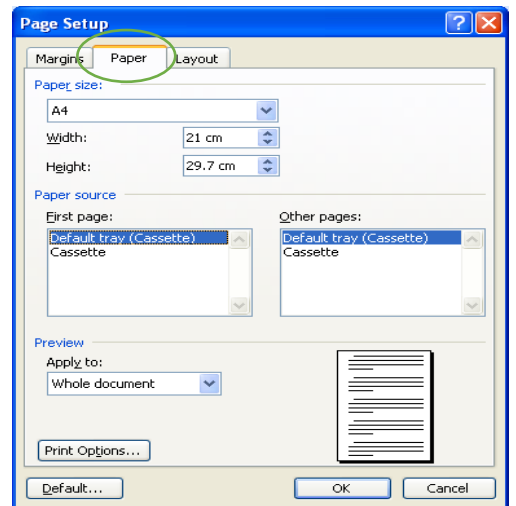 Page Setup
Margins Paper Layout
Paper size:
A4
Width: 21 cm
Height: 29.7 cm
Paper source
First page: Other pages:
Default tray (Cassette) Default tray (Cassette)
Cassette Cassette
Preview
Apply to:
Whole document
Print Options...
Default... OK Cancel